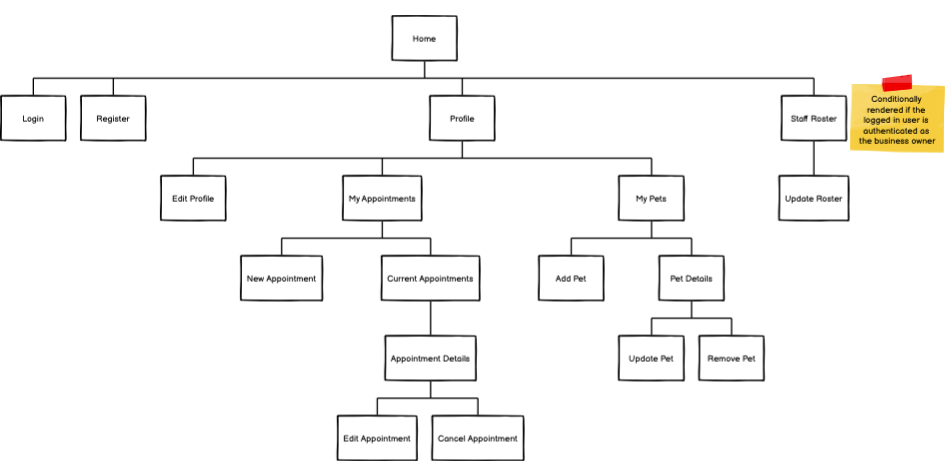 Home
Login
Register
Profile
Staff Roster
Conditionally
rendered if the
logged in user is
authenticated as
the business owner
Edit Profile
My Appointments
My Pets
Update Roster
New Appointment
Current Appointments
Add Pet
Pet Details
Appointment Details
Update Pet
Remove Pet
Edit Appointment
Cancel Appointment